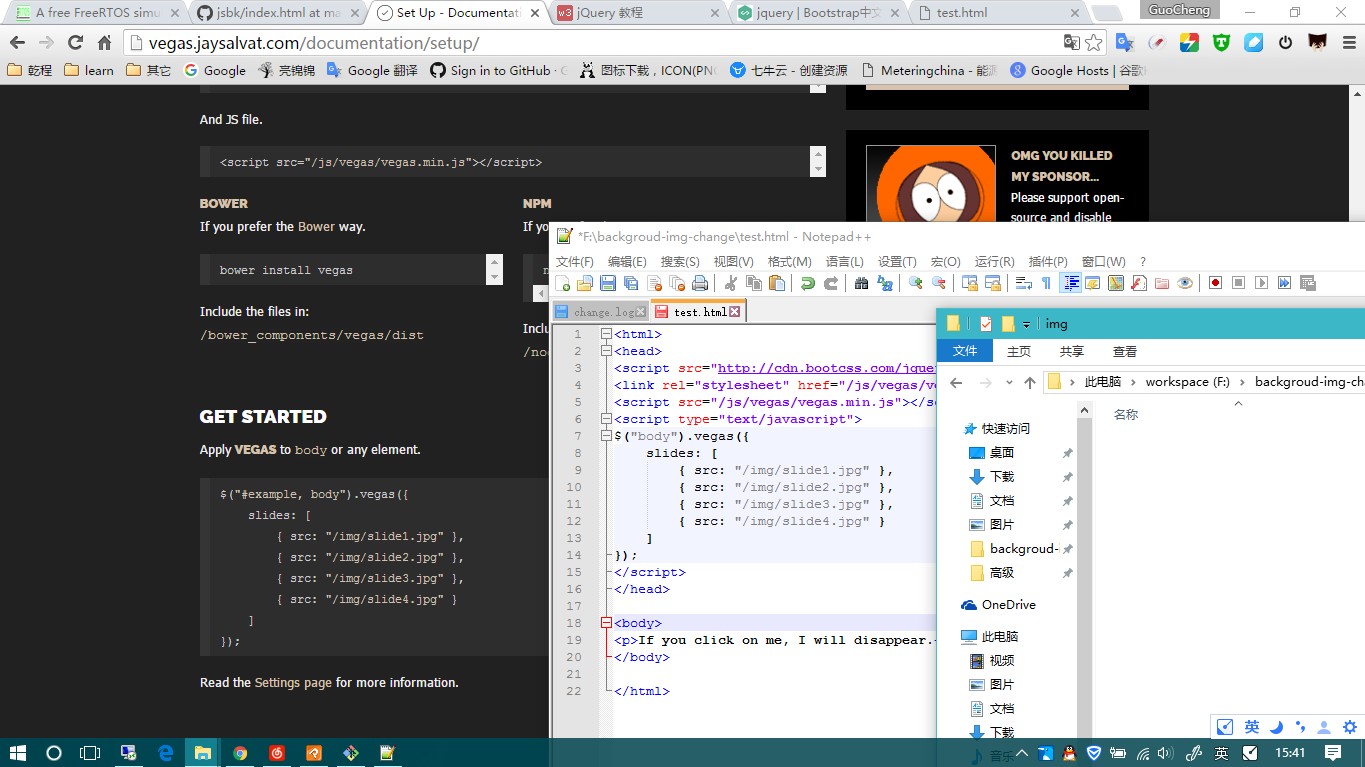 A free FreeRTOS simu
jsbk/index.html at ma
Set Up - Documentati
jQuery 教程
jquery | Bootstrap中文
test.html
GuoCheng
vegas.jaysalvat.com/documentation/setup/
乾程
learn
其它
Google
亮锦锦
Google 翻译
Sign in to GitHub · G
图标下载，ICON(PNG
七牛云 - 创建资源
Meteringchina - 能源
Google Hosts | 谷歌
And JS file.
<script src="/js/vegas/vegas.min.js"></script>
BOWER
If you prefer the Bower way.
bower install vegas
Include the files in:
/bower_components/vegas/dist
NPM
If yo
n
Inclu
/no
OMG YOU KILLED
MY SPONSOR...
Please support open-
source and disable
GET STARTED
Apply VEGAS to body or any element.
$("#example, body").vegas({
slides: [
{ src: "/img/slide1.jpg" },
{ src: "/img/slide2.jpg" },
{ src: "/img/slide3.jpg" },
{ src: "/img/slide4.jpg" }
]
});
Read the Settings page for more information.
*F:\backgroud-img-change\test.html - Notepad++
文件(F) 编辑(E) 搜索(S) 视图(V) 格式(M) 语言(L) 设置(T) 宏(O) 运行(R) 插件(P) 窗口(W) ?
change.log
test.html
1 <html>
2 <head>
3 <script src="http://cdn.bootcss.com/jque
4 <link rel="stylesheet" href="/js/vegas/ve
5 <script src="/js/vegas/vegas.min.js"></s
6 <script type="text/javascript">
7 $("body").vegas({
8 slides: [
9 { src: "/img/slide1.jpg" },
10 { src: "/img/slide2.jpg" },
11 { src: "/img/slide3.jpg" },
12 { src: "/img/slide4.jpg" }
13 ]
14 });
15 </script>
16 </head>
17
18 <body>
19 <p>If you click on me, I will disappear.
20 </body>
21
22 </html>
img
文件 主页 共享 查看
此电脑 workspace (F:) backgroud-img-cha
名称
快速访问
桌面
下载
文档
图片
backgroud-i
高级
OneDrive
此电脑
视频
图片
文档
下载
音乐
英
英
15:41